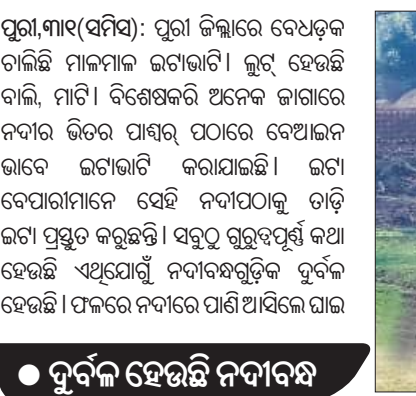 ପୁରୀ,୩ା୧(ସମିସ): ପୁରୀ ଜିଲ୍ଲାରେ ବେଧଡ଼କ
ଚାଲିଛି ମାଳମାଳ ଇଟାଭାଟି। ଲୁଟ୍ ହେଉଛି
ବାଲି, ମାଟି। ବିଶେଷକରି ଅନେକ ଜାଗାରେ
ନଦୀର ଭିତର ପାଶ୍ୱର୍ ପଠାରେ ବେଆଇନ
ଭାବେ ଇଟାଭାଟି କରାଯାଇଛି। ଇଟା
ବେପାରୀମାନେ ସେହି ନଦୀପଠାକୁ ତାଡ଼ି
ଇଟା ପ୍ରସ୍ତୁତ କରୁଛନ୍ତି। ସବୁଠୁ ଗୁରୁତ୍ୱପୂର୍ଣ୍ଣ କଥା
ହେଉଛି ଏଥିଯୋଗୁଁ ନଦୀବନ୍ଧଗୁଡ଼ିକ ଦୁର୍ବଳ
ହେଉଛି। ଫଳରେ ନଦୀରେ ପାଣି ଆସିଲେ ଘାଇ
● ଦୁର୍ବଳ ହେଉଛି ନଦୀବନ୍ଧ